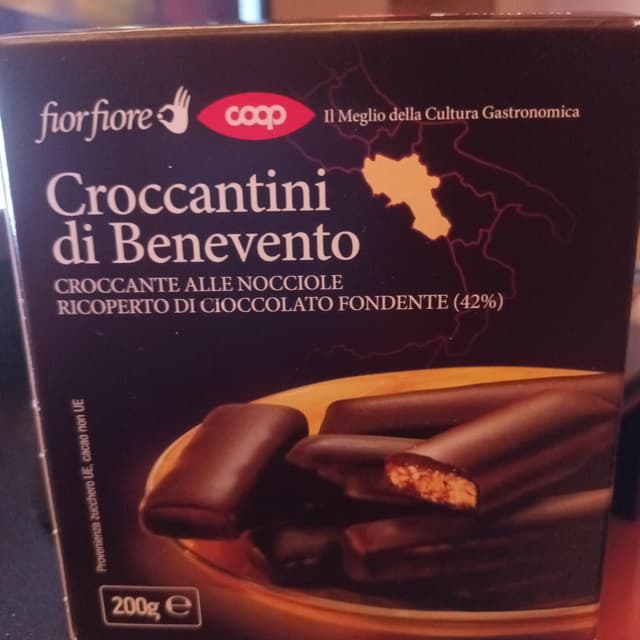 fiorfiore coop Il Meglio della Cultura Gastronomica
Croccantini
di Benevento
CROCCANTE ALLE NOCCIOLE
RICOPERTO DI CIOCCOLATO FONDENTE (42%)
Provenienza zucchero UE, cacao non UE
200g ℮